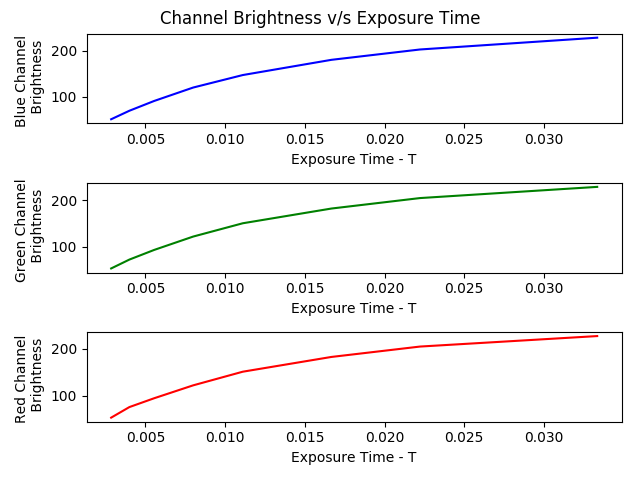 Channel Brightness v/s Exposure Time
Blue Channel
Brightness
200
100
0.005 0.010 0.015 0.020 0.025 0.030
Exposure Time - T
Green Channel
Brightness
200
100
0.005 0.010 0.015 0.020 0.025 0.030
Exposure Time - T
Red Channel
Brightness
200
100
0.005 0.010 0.015 0.020 0.025 0.030
Exposure Time - T